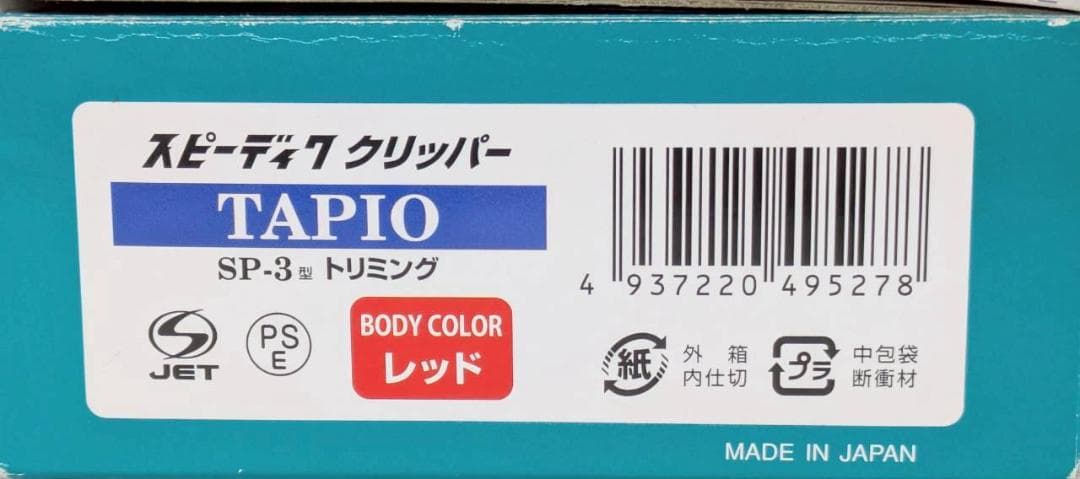 スピーディク クリッパー
TAPIO
SP-3型 トリミング
4 937220 495278
JET
PS
E
BODY COLOR
レッド
紙
外箱
内仕切
プラ
中包袋
断衝材
MADE IN JAPAN